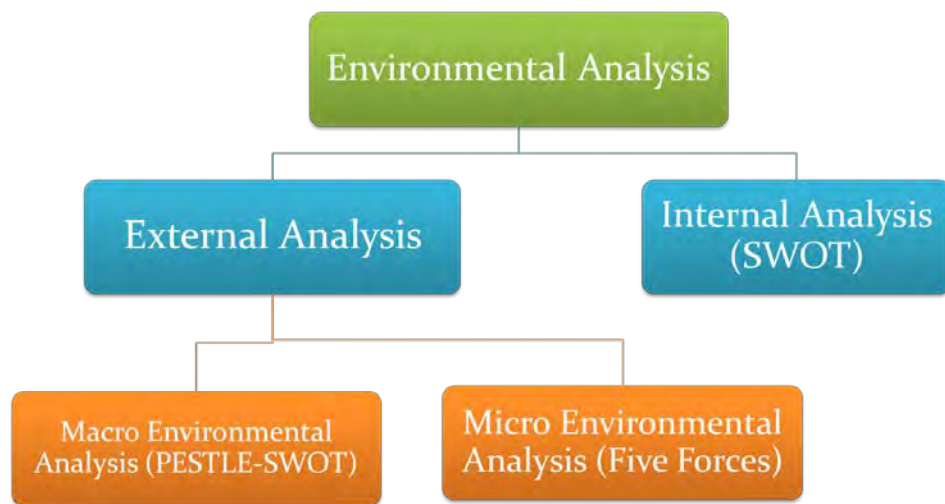 Environmental Analysis
External Analysis
Internal Analysis
(SWOT)
Macro Environmental
Analysis (PESTLE-SWOT)
Micro Environmental
Analysis (Five Forces)